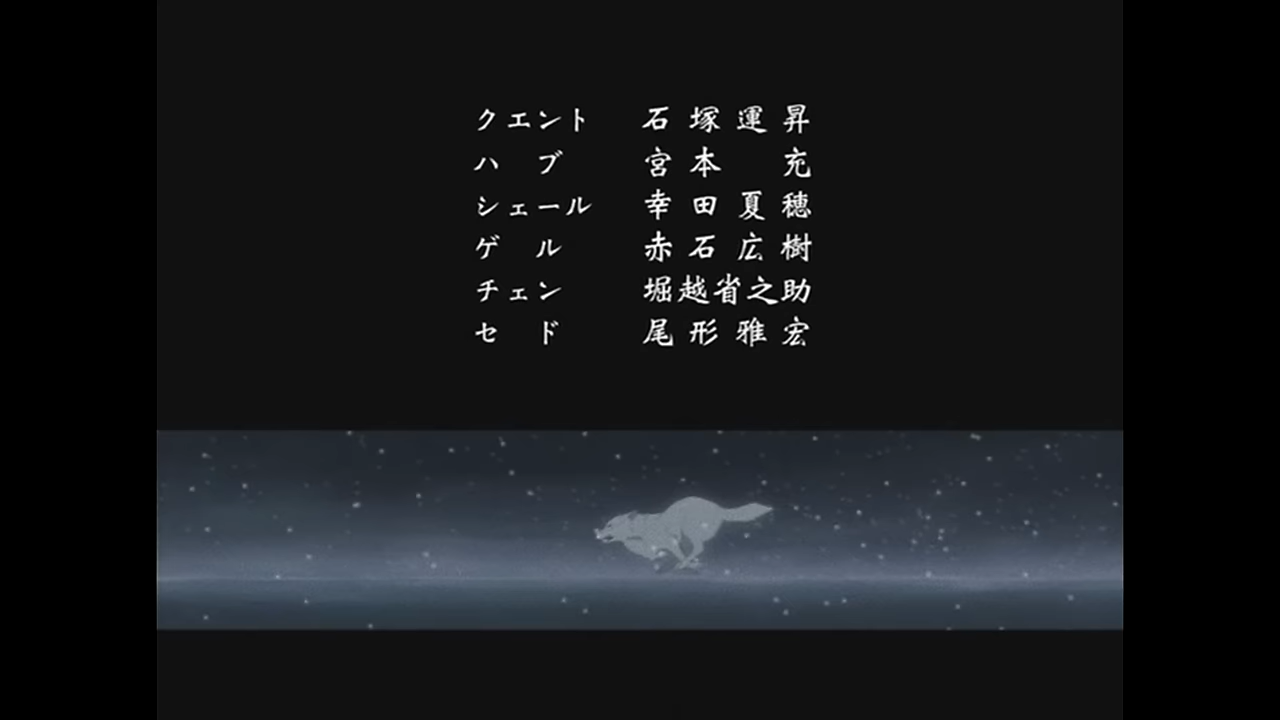 クエント 石塚運昇
ハブ 宮本充
シェール 幸田夏穂
ゲル 赤石広樹
チェン 堀越省之助
セド 尾形雅宏